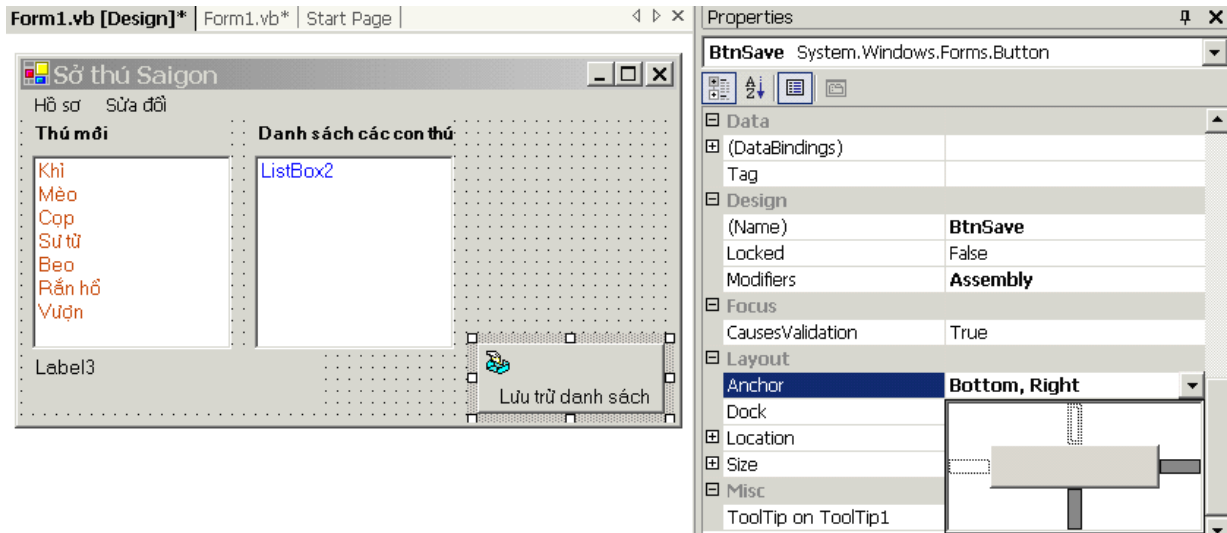 Form1.vb [Design]* Form1.vb* Start Page
Sở thú Saigon
Hồ sơ Sửa đổi
Thú mới Danh sách các con thú
Khỉ
Mèo
Cọp
Sư tử
Beo
Rắn hổ
Vượn
ListBox2
Label3
Lưu trữ danh sách
Properties
BtnSave System.Windows.Forms.Button
Data
(DataBindings)
Tag
Design
(Name) BtnSave
Locked False
Modifiers Assembly
Focus
CausesValidation True
Layout
Anchor Bottom, Right
Dock
Location
Size
Misc
ToolTip on ToolTip1